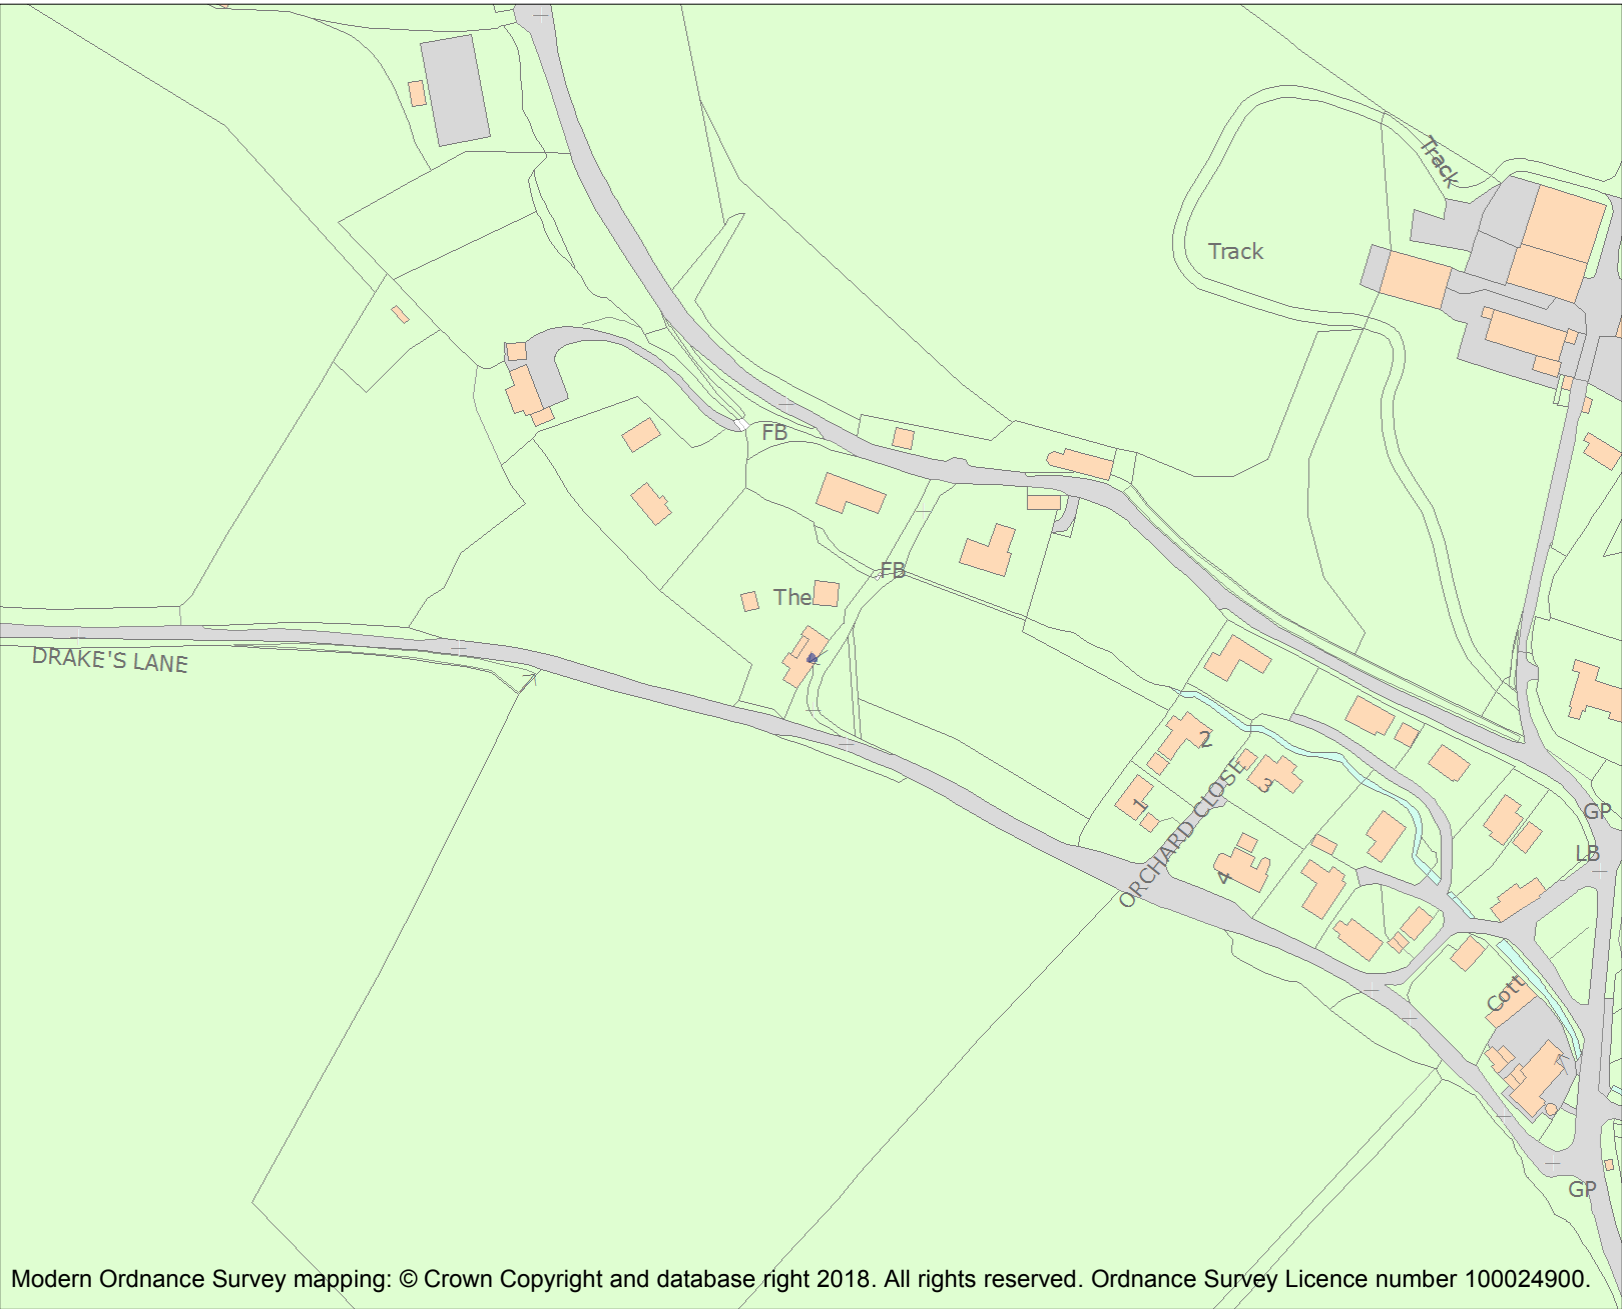 Track
Track
FB
FB
The
DRAKE'S LANE
2
3
1
ORCHARD CLOSE
4
GP
LB
Cott
GP
Modern Ordnance Survey mapping: © Crown Copyright and database right 2018. All rights reserved. Ordnance Survey Licence number 100024900.